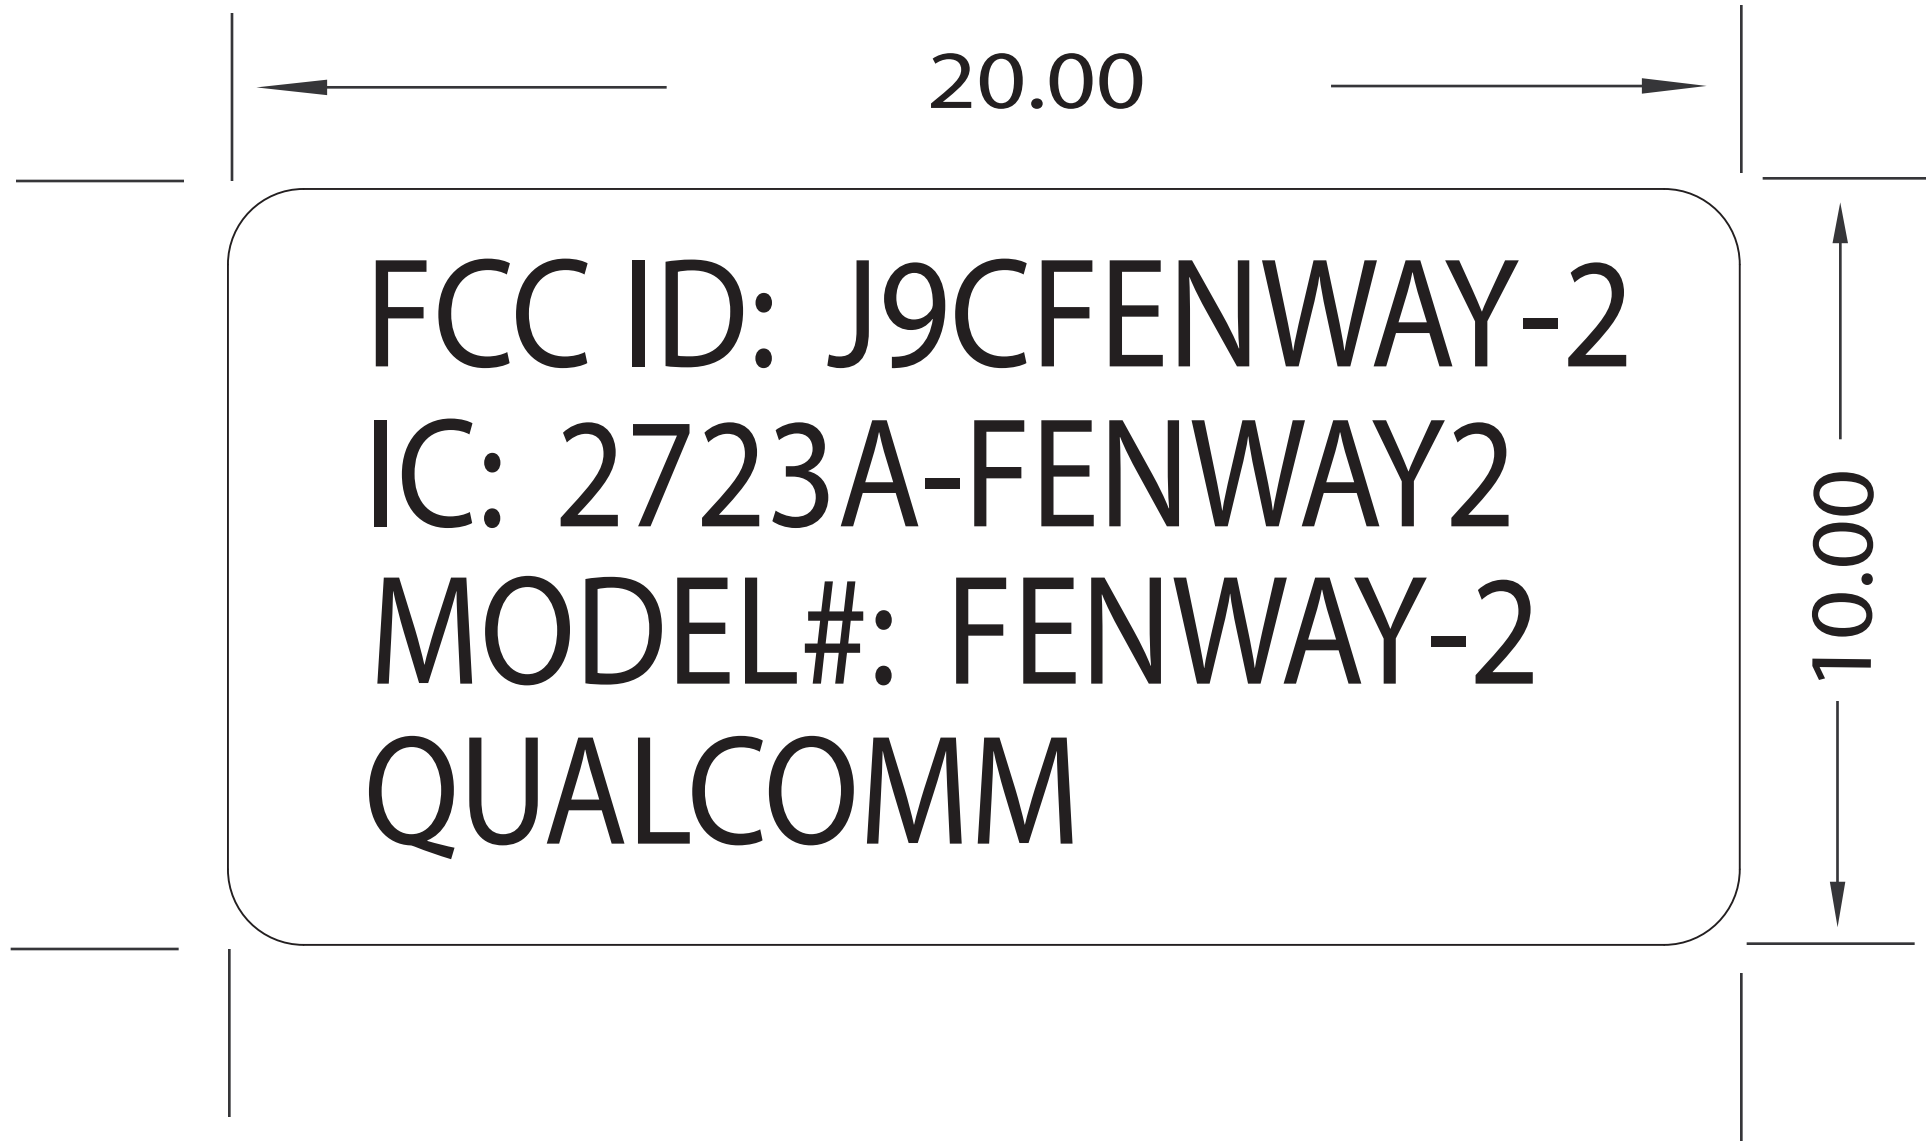 20.00
FCC ID: J9CFENWAY-2
IC: 2723A-FENWAY2
MODEL#: FENWAY-2
QUALCOMM
10.00